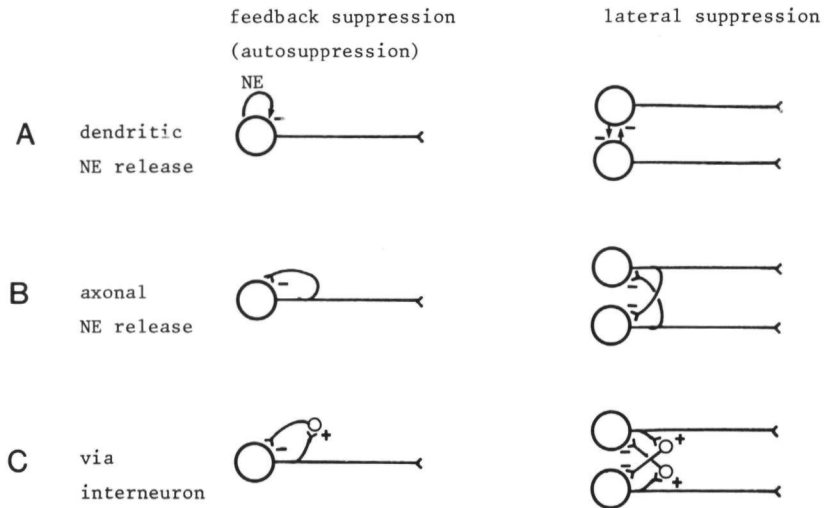 feedback suppression
(autosuppression)
lateral suppression
NE
-
A
dendritic
NE release
-
-
B
axonal
NE release
-
-
-
C
via
interneuron
-
+
-
-
+
+